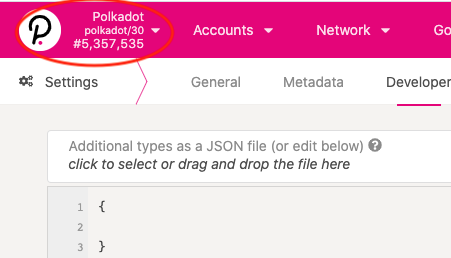 Polkadot
polkadot/30
#5,357,535
Accounts
Network
Go
Settings
General
Metadata
Developer
Additional types as a JSON file (or edit below)
click to select or drag and drop the file here
1 {
2
3 }